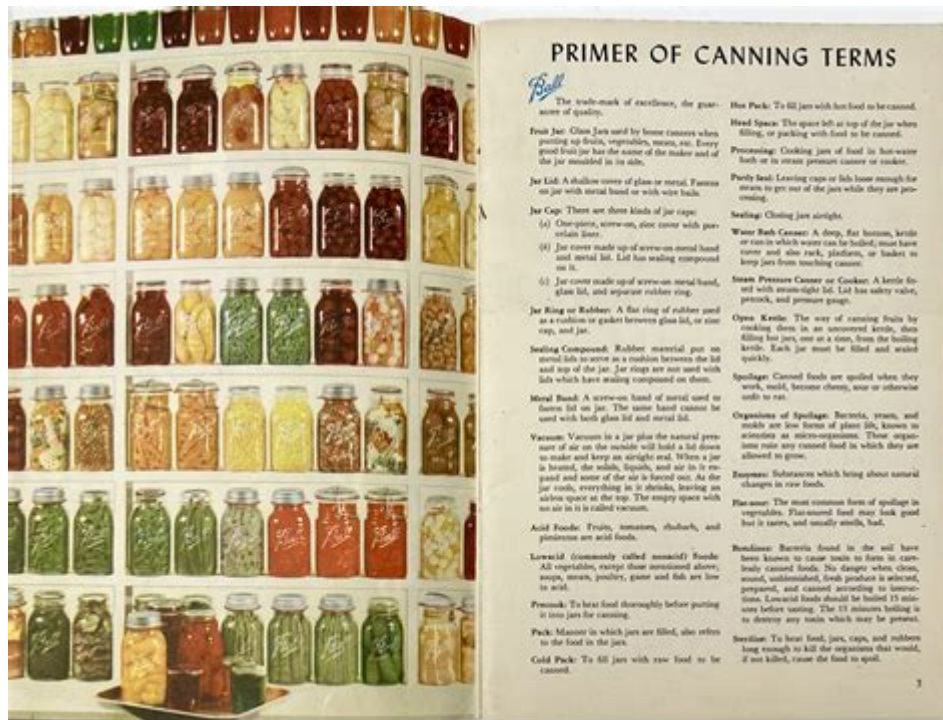 PRIMER OF CANNING TERMS
Ball
The trade-mark of excellence, the guar-
antee of quality.
Fruit Jar: Glass Jars used by home canners when
putting up fruits, vegetables, meats, etc. Every
good fruit jar has the name of the maker and of
the jar moulded in its side.
Jar Lid: A shallow cover of glass or metal. Fastens
on jar with metal band or with wire bails.
Jar Cap: There are three kinds of jar caps:
(a) One-piece, screw-on, zinc cover with por-
celain liner.
(b) Jar cover made up of screw-on metal band
and metal lid. Lid has sealing compound
on it.
(c) Jar cover made up of screw-on metal band,
glass lid, and separate rubber ring.
Jar Ring or Rubber: A flat ring of rubber used
as a cushion or gasket between glass lid, or zinc
cap, and jar.
Sealing Compound: Rubber material put on
metal lids to serve as a cushion between the lid
and top of the jar. Jar rings are not used with
lids which have sealing compound on them.
Metal Band: A screw-on band of metal used to
fasten lid on jar. The same band cannot be
used with both glass lid and metal lid.
Vacuum: Vacuum in a jar plus the natural pres-
sure of air on the outside will hold a lid down
to make and keep an airtight seal. When a jar
is heated, the solids, liquids, and air in it ex-
pand and some of the air is forced out. As the
jar cools, everything in it shrinks, leaving an
airless space at the top. The empty space with
no air in it is called vacuum.
Acid Foods: Fruits, tomatoes, rhubarb, and
pimientos are acid foods.
Lowacid (commonly called nonacid) Foods:
All vegetables, except those mentioned above;
soups, meats, poultry, game and fish are low
in acid.
Precook: To heat food thoroughly before putting
it into jars for canning.
Pack: Manner in which jars are filled, also refers
to the food in the jars.
Cold Pack: To fill jars with raw food to be
canned.
Hot Pack: To fill jars with hot food to be canned.
Head Space: The space left at top of the jar when
filling, or packing with food to be canned.
Processing: Cooking jars of food in hot-water
bath or in steam pressure canner or cooker.
Partly Seal: Leaving caps or lids loose enough for
steam to get out of the jars while they are pro-
cessing.
Sealing: Closing jars airtight.
Water Bath Canner: A deep, flat bottom, kettle
or can in which water can be boiled; must have
cover and also rack, platform, or basket to
keep jars from touching canner.
Steam Pressure Canner or Cooker: A kettle fit-
ted with steam-tight lid. Lid has safety valve,
petcock, and pressure gauge.
Open Kettle: The way of canning fruits by
cooking them in an uncovered kettle, then
filling hot jars, one at a time, from the boiling
kettle. Each jar must be filled and sealed
quickly.
Spoilage: Canned foods are spoiled when they
work, mold, become cheesy, sour or otherwise
unfit to eat.
Organisms of Spoilage: Bacteria, yeasts, and
molds are low forms of plant life, known to
scientists as micro-organisms. These organ-
isms ruin any canned food in which they are
allowed to grow.
Enzymes: Substances which bring about natural
changes in raw foods.
Flat-sour: The most common form of spoilage in
vegetables. Flat-soured food may look good
but it tastes, and usually smells, bad.
Botulinus: Bacteria found in the soil have
been known to cause toxin to form in care-
lessly canned foods. No danger when clean,
sound, unblemished, fresh produce is selected,
prepared, and canned according to instruc-
tions. Lowacid foods should be boiled 15 min-
utes before tasting. The 15 minutes boiling is
to destroy any toxin which may be present.
Sterilize: To heat food, jars, caps, and rubbers
long enough to kill the organisms that would,
if not killed, cause the food to spoil.
3